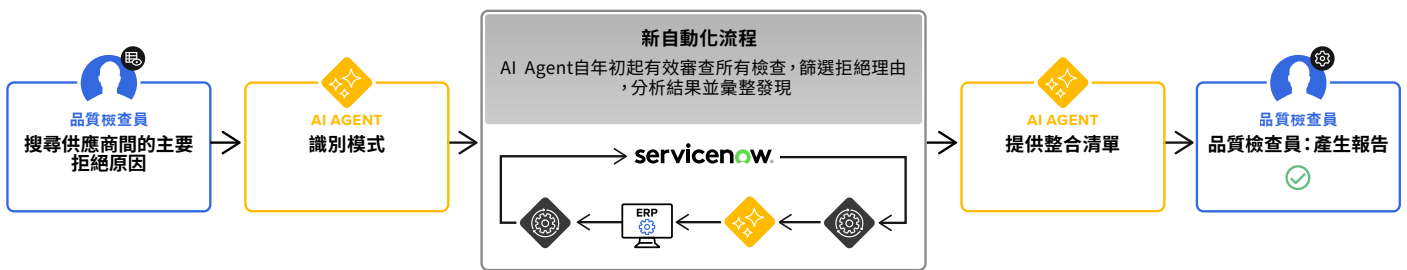 品質檢查員
搜尋供應商間的主要
拒絕原因
AI AGENT
識別模式
新自動化流程
AI Agent自年初起有效審查所有檢查，篩選拒絕理由
，分析結果並彙整發現
servicenow
ERP
AI AGENT
提供整合清單
品質檢查員
品質檢查員：產生報告